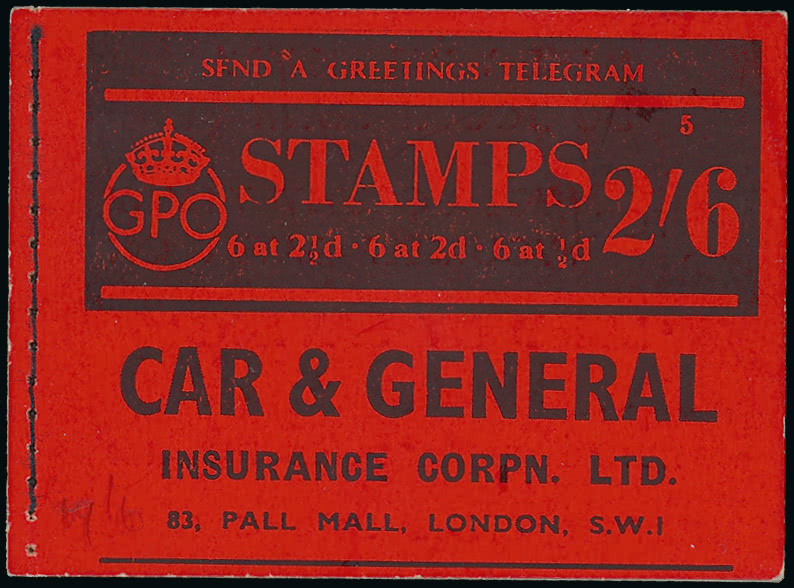 SEND A GREETINGS TELEGRAM
5
GPO STAMPS 2/6
6 at 2½d · 6 at 2d · 6 at ½d
CAR & GENERAL
INSURANCE CORPN. LTD.
83, PALL MALL, LONDON, S.W.1